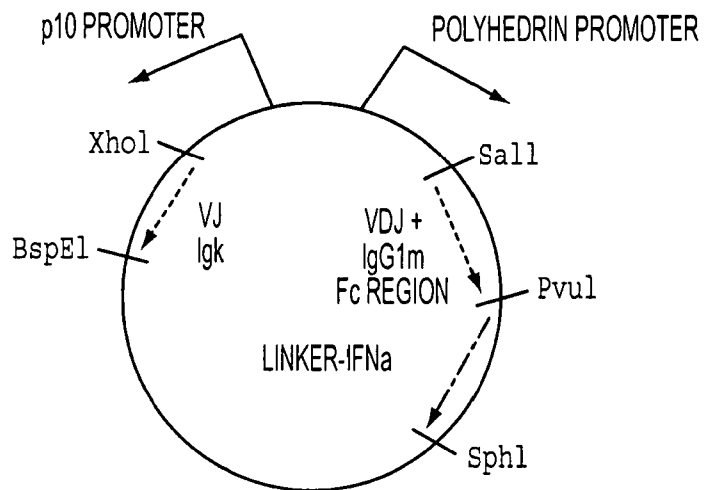 p10 PROMOTER
POLYHEDRIN PROMOTER
XhoI
SalI
VJ
Igk
VDJ +
IgG1m
Fc REGION
BspEI
PvuI
LINKER-IFNa
SphI